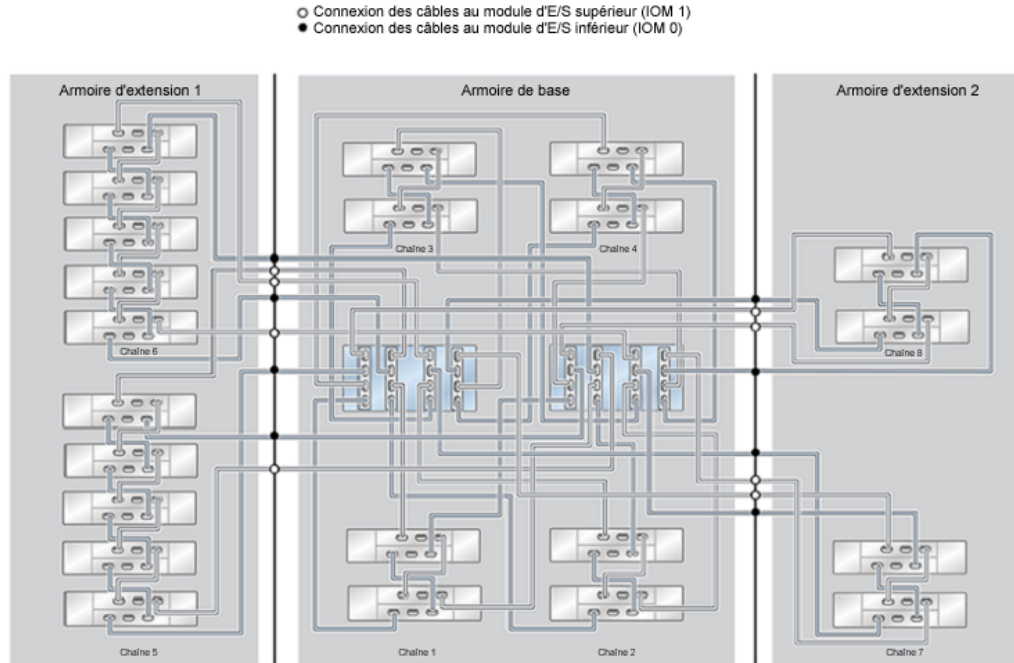 Connexion des câbles au module d'E/S supérieur (IOM 1)
Connexion des câbles au module d'E/S inférieur (IOM 0)
Armoire d'extension 1
Armoire de base
Armoire d'extension 2
Chaîne 3
Chaîne 4
Chaîne 6
Chaîne 8
Chaîne 5
Chaîne 1
Chaîne 2
Chaîne 7